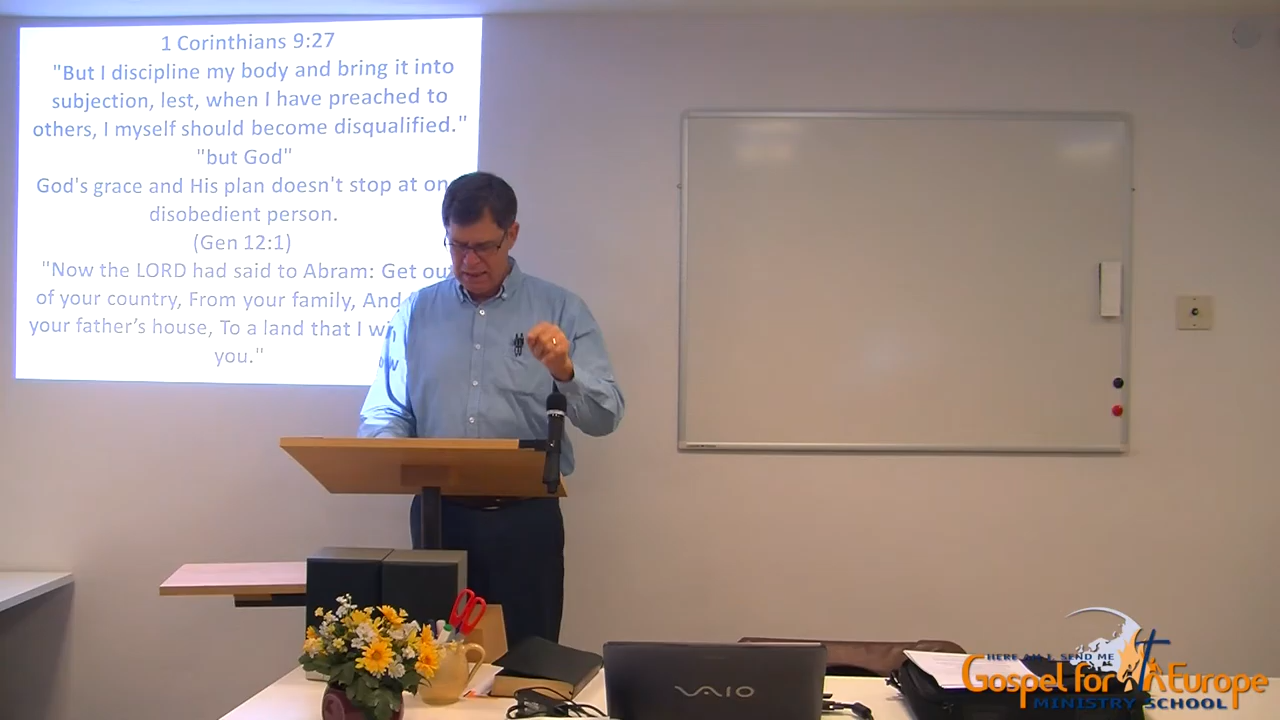 1 Corinthians 9:27
"But I discipline my body and bring it into
subjection, lest, when I have preached to
others, I myself should become disqualified."
"but God"
God's grace and His plan doesn't stop at
disobedient person.
(Gen 12:1)
"Now the LORD had said to Abram: Get out
of your country, From your family, And
your father's house, To a land that I
you."
VAIO
HERE AM I, SEND ME
Gospel for Europe
MINISTRY SCHOOL